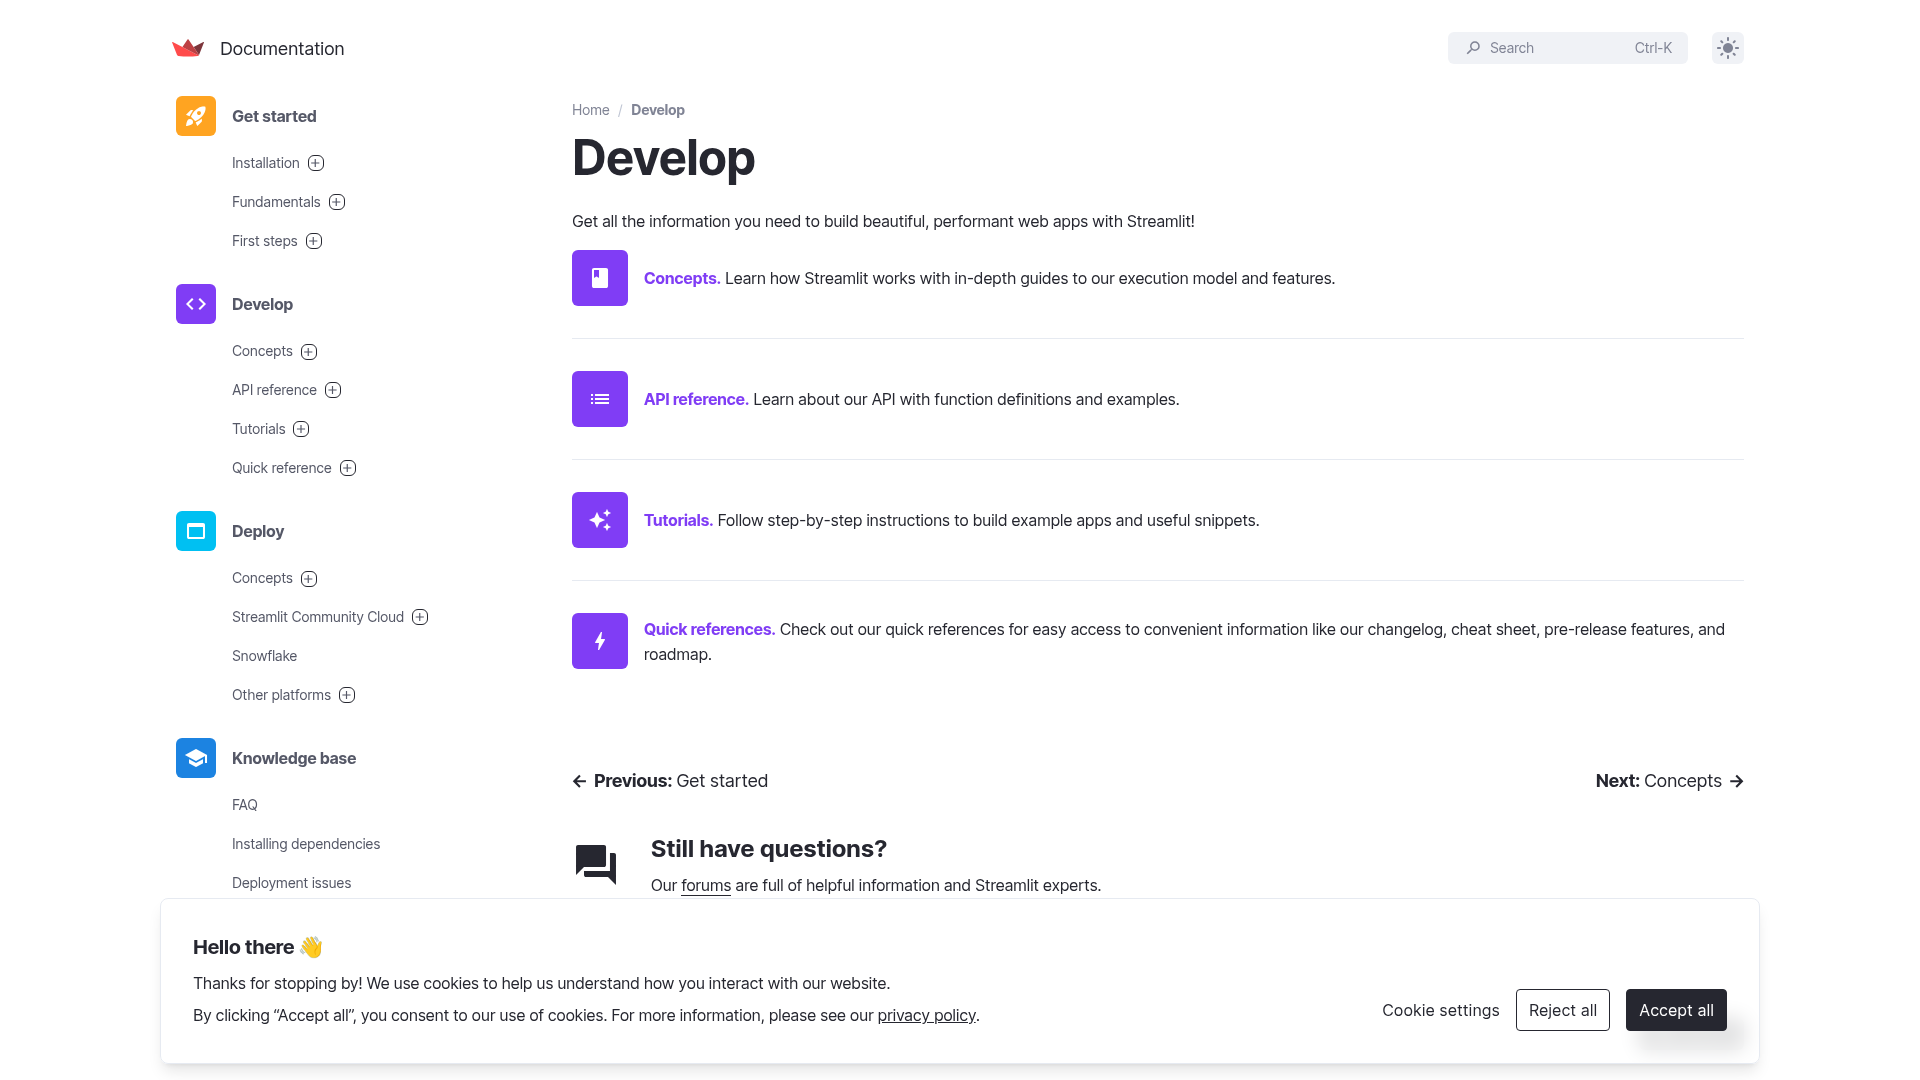 Documentation
Search Ctrl-K
Get started
Installation
Fundamentals
First steps
Develop
Concepts
API reference
Tutorials
Quick reference
Deploy
Concepts
Streamlit Community Cloud
Snowflake
Other platforms
Knowledge base
FAQ
Installing dependencies
Deployment issues
Home / Develop
Develop
Get all the information you need to build beautiful, performant web apps with Streamlit!
Concepts. Learn how Streamlit works with in-depth guides to our execution model and features.
API reference. Learn about our API with function definitions and examples.
Tutorials. Follow step-by-step instructions to build example apps and useful snippets.
Quick references. Check out our quick references for easy access to convenient information like our changelog, cheat sheet, pre-release features, and
roadmap.
← Previous: Get started
Next: Concepts →
Still have questions?
Our forums are full of helpful information and Streamlit experts.
Hello there 👋
Thanks for stopping by! We use cookies to help us understand how you interact with our website.
By clicking “Accept all”, you consent to our use of cookies. For more information, please see our privacy policy.
Cookie settings
Reject all
Accept all